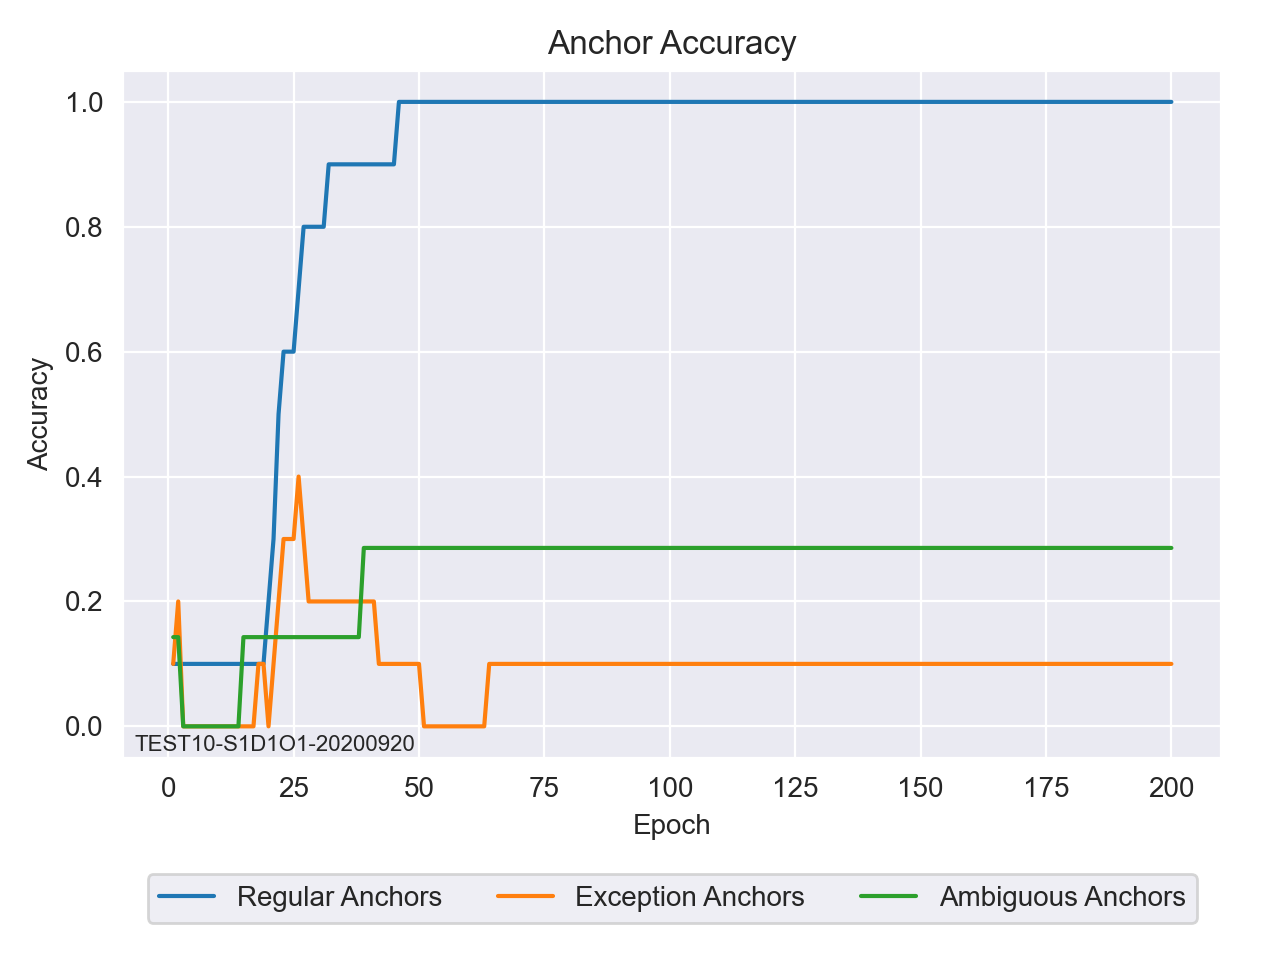 Anchor Accuracy
1.0
0.8
0.6
0.4
0.2
0.0
Accuracy
TEST10-S1D1O1-20200920
0 25 50 75 100 125 150 175 200
Epoch
Regular Anchors Exception Anchors Ambiguous Anchors